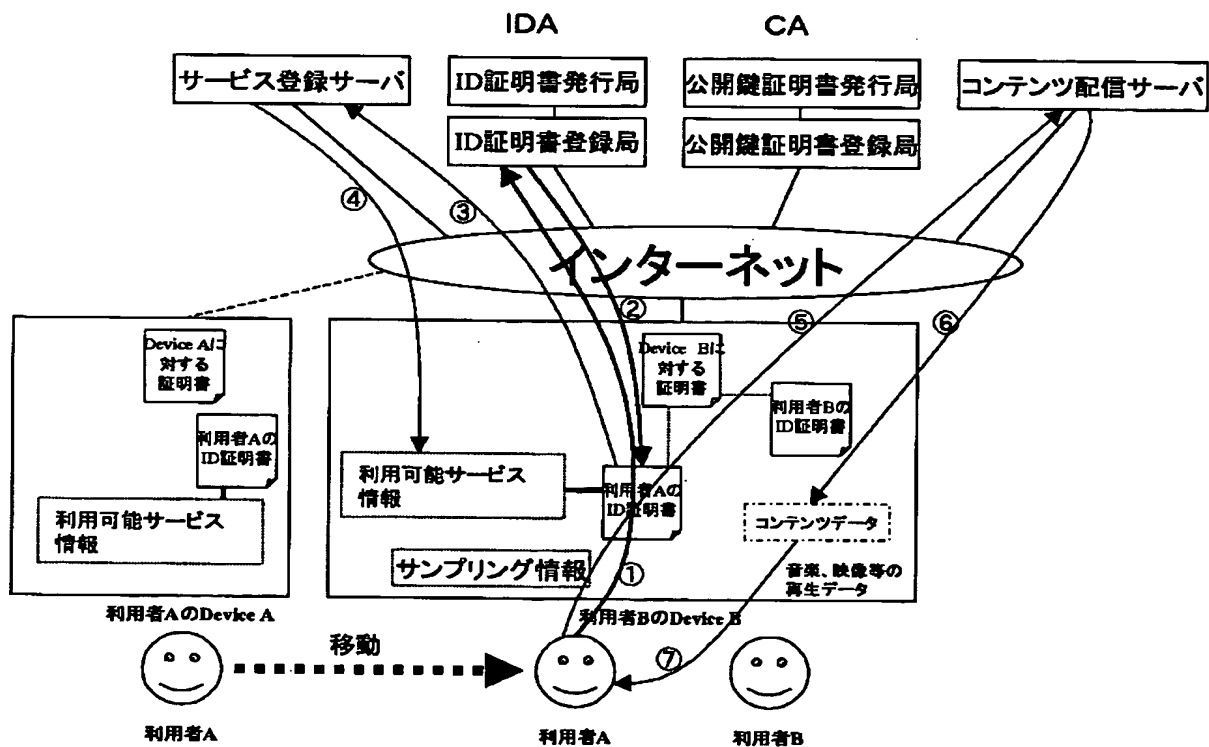 IDA
CA
サービス登録サーバ
ID証明書発行局
公開鍵証明書発行局
コンテンツ配信サーバ
ID証明書登録局
公開鍵証明書登録局
④
③
インターネット
②
⑤
⑥
Device Aに
対する
証明書
利用者Aの
ID証明書
利用可能サービス
情報
Device Bに
対する
証明書
利用者Bの
ID証明書
利用可能サービス
情報
利用者Aの
ID証明書
コンテンツデータ
サンプリング情報
①
音楽、映像等の
再生データ
利用者AのDevice A
利用者BのDevice B
移動
⑦
利用者A
利用者A
利用者B